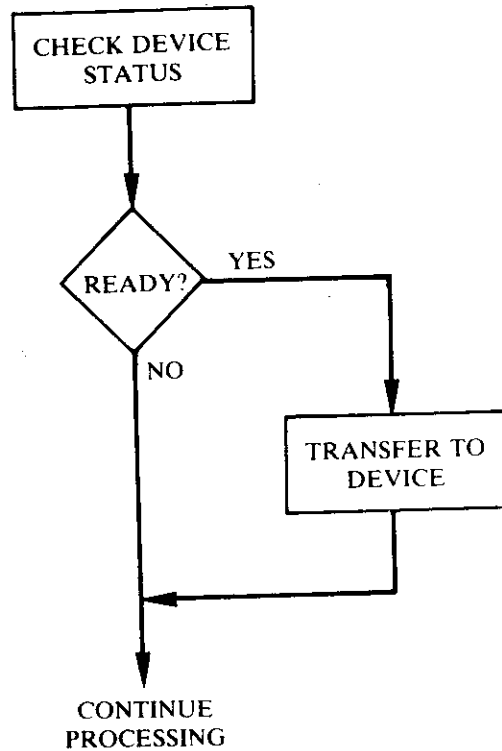 CHECK DEVICE
STATUS
READY?
YES
NO
TRANSFER TO
DEVICE
CONTINUE
PROCESSING